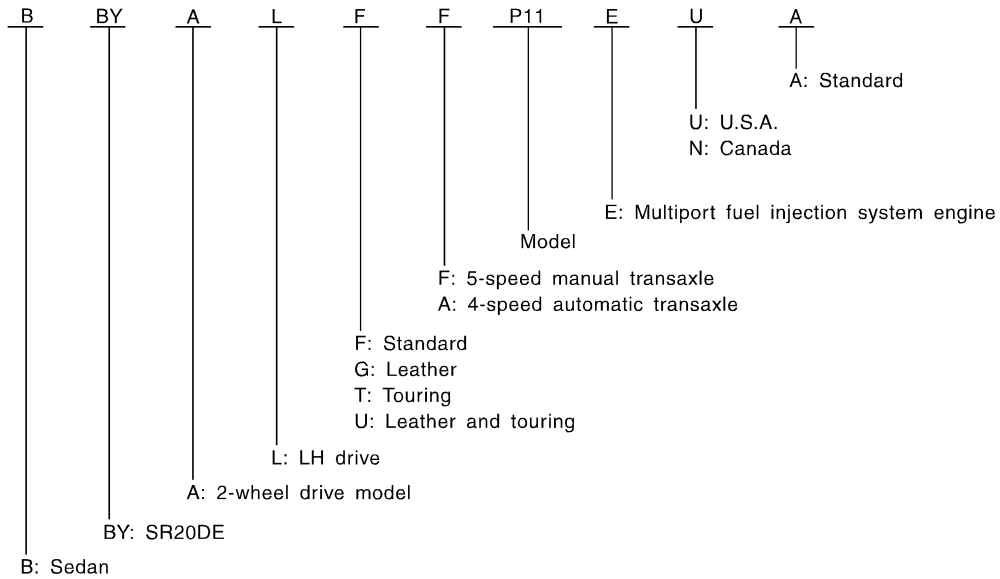 B BY A L F F P11 E U A
A: Standard
U: U.S.A.
N: Canada
E: Multiport fuel injection system engine
Model
F: 5-speed manual transaxle
A: 4-speed automatic transaxle
F: Standard
G: Leather
T: Touring
U: Leather and touring
L: LH drive
A: 2-wheel drive model
BY: SR20DE
B: Sedan